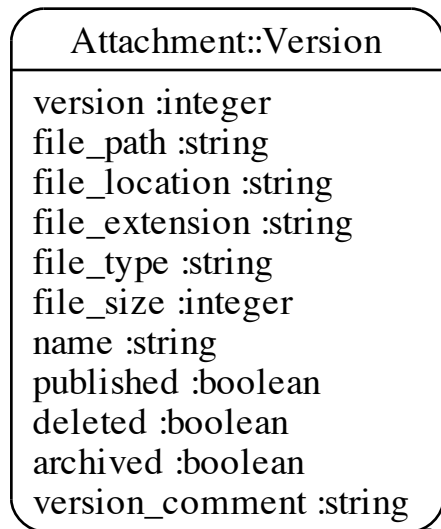 Attachment::Version
version :integer
file_path :string
file_location :string
file_extension :string
file_type :string
file_size :integer
name :string
published :boolean
deleted :boolean
archived :boolean
version_comment :string